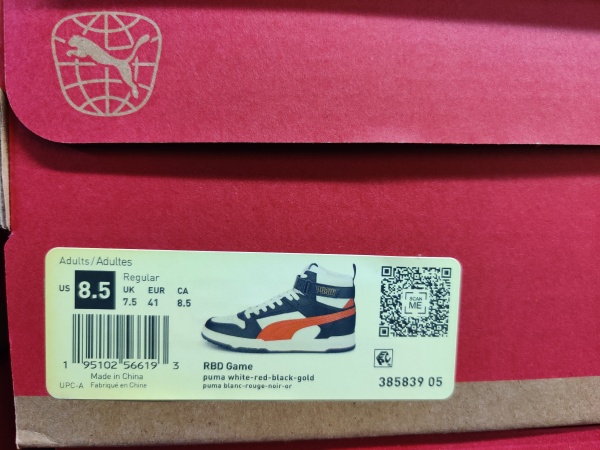 Adults/Adultes
Regular
US 8.5 UK EUR CA
7.5 41 8.5
SCAN
ME
1 95102 56619 3
Made in China
UPC-A Fabriqué en Chine
RBD Game
puma white-red-black-gold
puma blanc-rouge-noir-or
385839 05